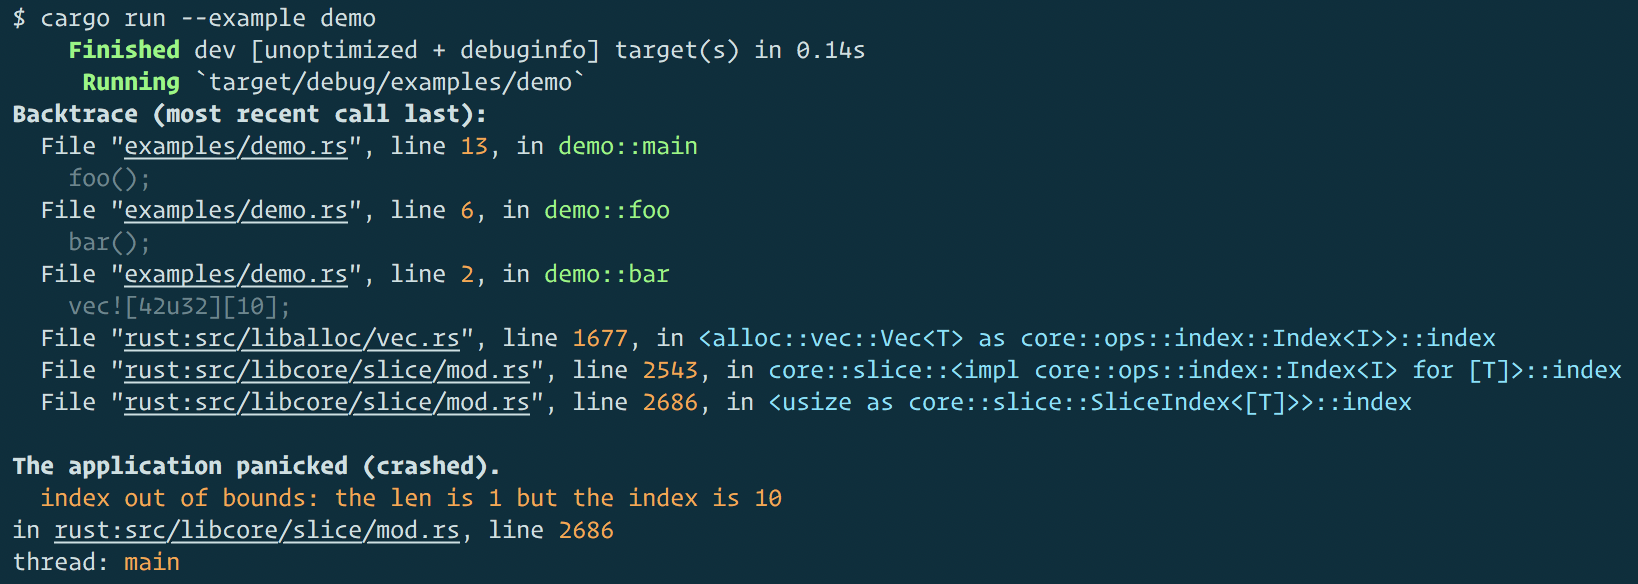 $ cargo run --example demo
    Finished dev [unoptimized + debuginfo] target(s) in 0.14s
     Running `target/debug/examples/demo`
Backtrace (most recent call last):
  File "examples/demo.rs", line 13, in demo::main
    foo();
  File "examples/demo.rs", line 6, in demo::foo
    bar();
  File "examples/demo.rs", line 2, in demo::bar
    vec![42u32][10];
  File "rust:src/liballoc/vec.rs", line 1677, in <alloc::vec::Vec<T> as core::ops::index::Index<I>>::index
  File "rust:src/libcore/slice/mod.rs", line 2543, in core::slice::<impl core::ops::index::Index<I> for [T]>::index
  File "rust:src/libcore/slice/mod.rs", line 2686, in <usize as core::slice::SliceIndex<[T]>>::index

The application panicked (crashed).
  index out of bounds: the len is 1 but the index is 10
in rust:src/libcore/slice/mod.rs, line 2686
thread: main